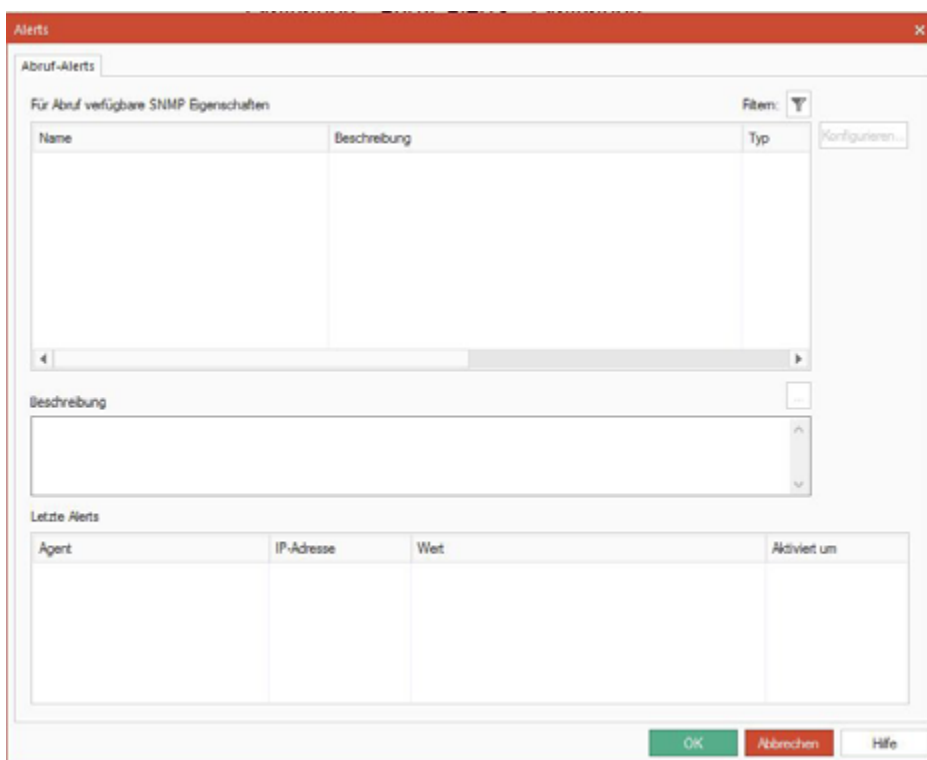 Alerts
Abruf-Alerts
Für Abruf verfügbare SNMP Eigenschaften Filtern:
Name Beschreibung Typ Konfigurieren...
Beschreibung ...
Letzte Alerts
Agent IP-Adresse Wert Aktiviert um
OK Abbrechen Hilfe